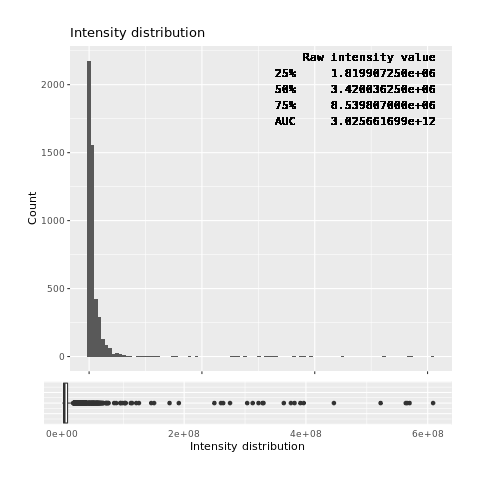 Intensity distribution
Raw intensity value
25% 1.819907250e+06
50% 3.420036250e+06
75% 8.539807000e+06
AUC 3.025661699e+12
2000
1500
1000
500
0
Count
0e+00 2e+08 4e+08 6e+08
Intensity distribution